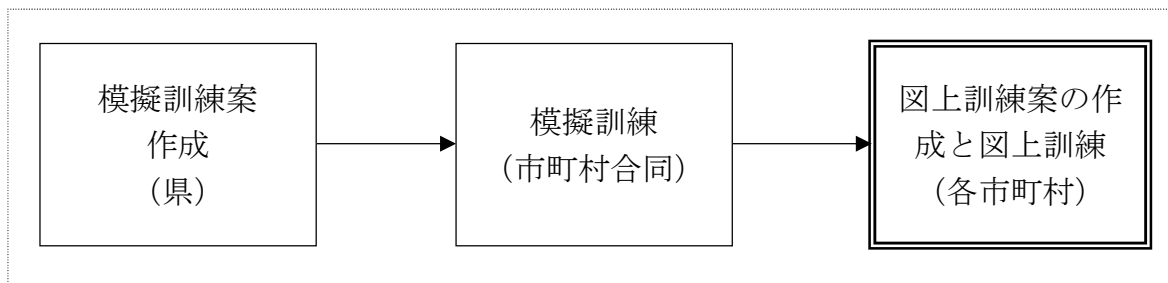 模擬訓練案
作成
（県）
模擬訓練
（市町村合同）
図上訓練案の作
成と図上訓練
（各市町村）